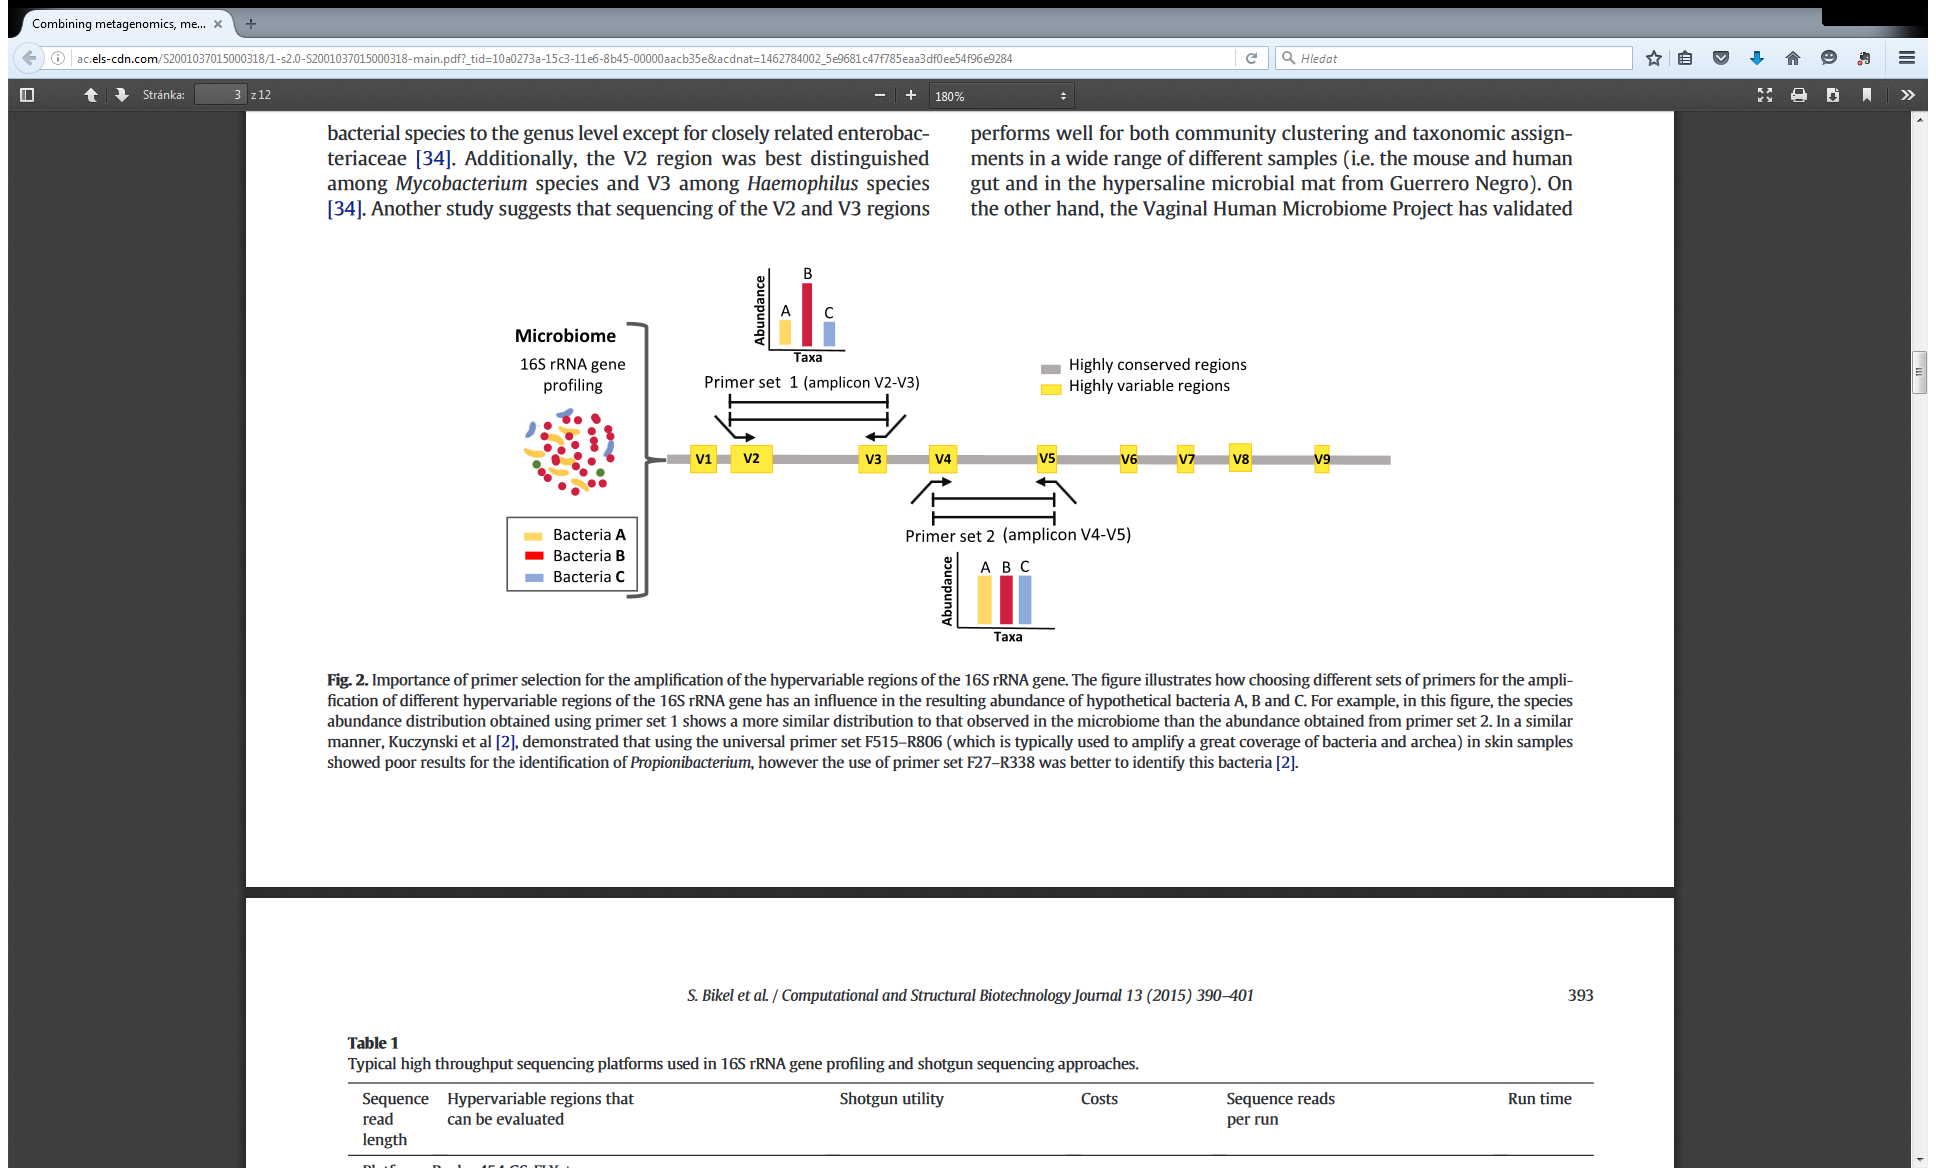 Combining metagenomics, me...
ac.els-cdn.com/S2001037015000318/1-s2.0-S2001037015000318-main.pdf?_tid=10a0273a-15c3-11e6-8b45-00000aacb35e&acdnat=1462784002_5e9681c47f785eaa3df0ee54f96e9284
Hledat
Stránka: 3 z 12
180%
bacterial species to the genus level except for closely related enterobac-
teriaceae [34]. Additionally, the V2 region was best distinguished
among Mycobacterium species and V3 among Haemophilus species
[34]. Another study suggests that sequencing of the V2 and V3 regions
performs well for both community clustering and taxonomic assign-
ments in a wide range of different samples (i.e. the mouse and human
gut and in the hypersaline microbial mat from Guerrero Negro). On
the other hand, the Vaginal Human Microbiome Project has validated
Microbiome
16S rRNA gene
profiling
Bacteria A
Bacteria B
Bacteria C
Abundance
A B C
Taxa
Primer set 1 (amplicon V2-V3)
Highly conserved regions
Highly variable regions
V1 V2 V3 V4 V5 V6 V7 V8 V9
Primer set 2 (amplicon V4-V5)
Abundance
A B C
Taxa
Fig. 2. Importance of primer selection for the amplification of the hypervariable regions of the 16S rRNA gene. The figure illustrates how choosing different sets of primers for the ampli-
fication of different hypervariable regions of the 16S rRNA gene has an influence in the resulting abundance of hypothetical bacteria A, B and C. For example, in this figure, the species
abundance distribution obtained using primer set 1 shows a more similar distribution to that observed in the microbiome than the abundance obtained from primer set 2. In a similar
manner, Kuczynski et al [2], demonstrated that using the universal primer set F515–R806 (which is typically used to amplify a great coverage of bacteria and archea) in skin samples
showed poor results for the identification of Propionibacterium, however the use of primer set F27–R338 was better to identify this bacteria [2].
S. Bikel et al. / Computational and Structural Biotechnology Journal 13 (2015) 390–401
393
Table 1
Typical high throughput sequencing platforms used in 16S rRNA gene profiling and shotgun sequencing approaches.
Sequence
read
length
Hypervariable regions that
can be evaluated
Shotgun utility
Costs
Sequence reads
per run
Run time